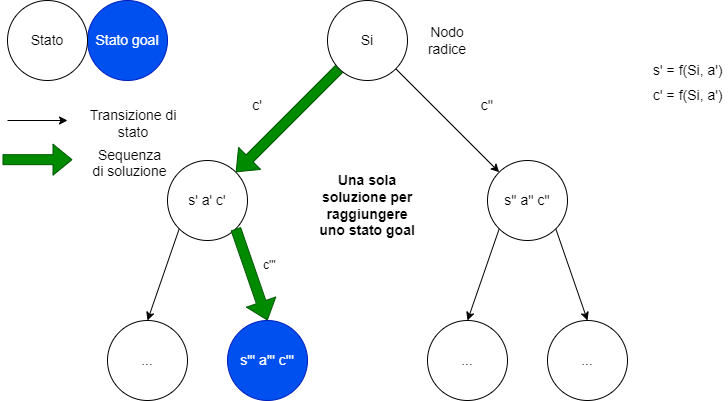 Stato
Stato goal
Si
Nodo
radice
s' = f(Si, a')
c' = f(Si, a')
Transizione di
stato
Sequenza
di soluzione
c'
c''
s' a' c'
Una sola
soluzione per
raggiungere
uno stato goal
s'' a'' c''
c'''
...
s''' a''' c'''
...
...